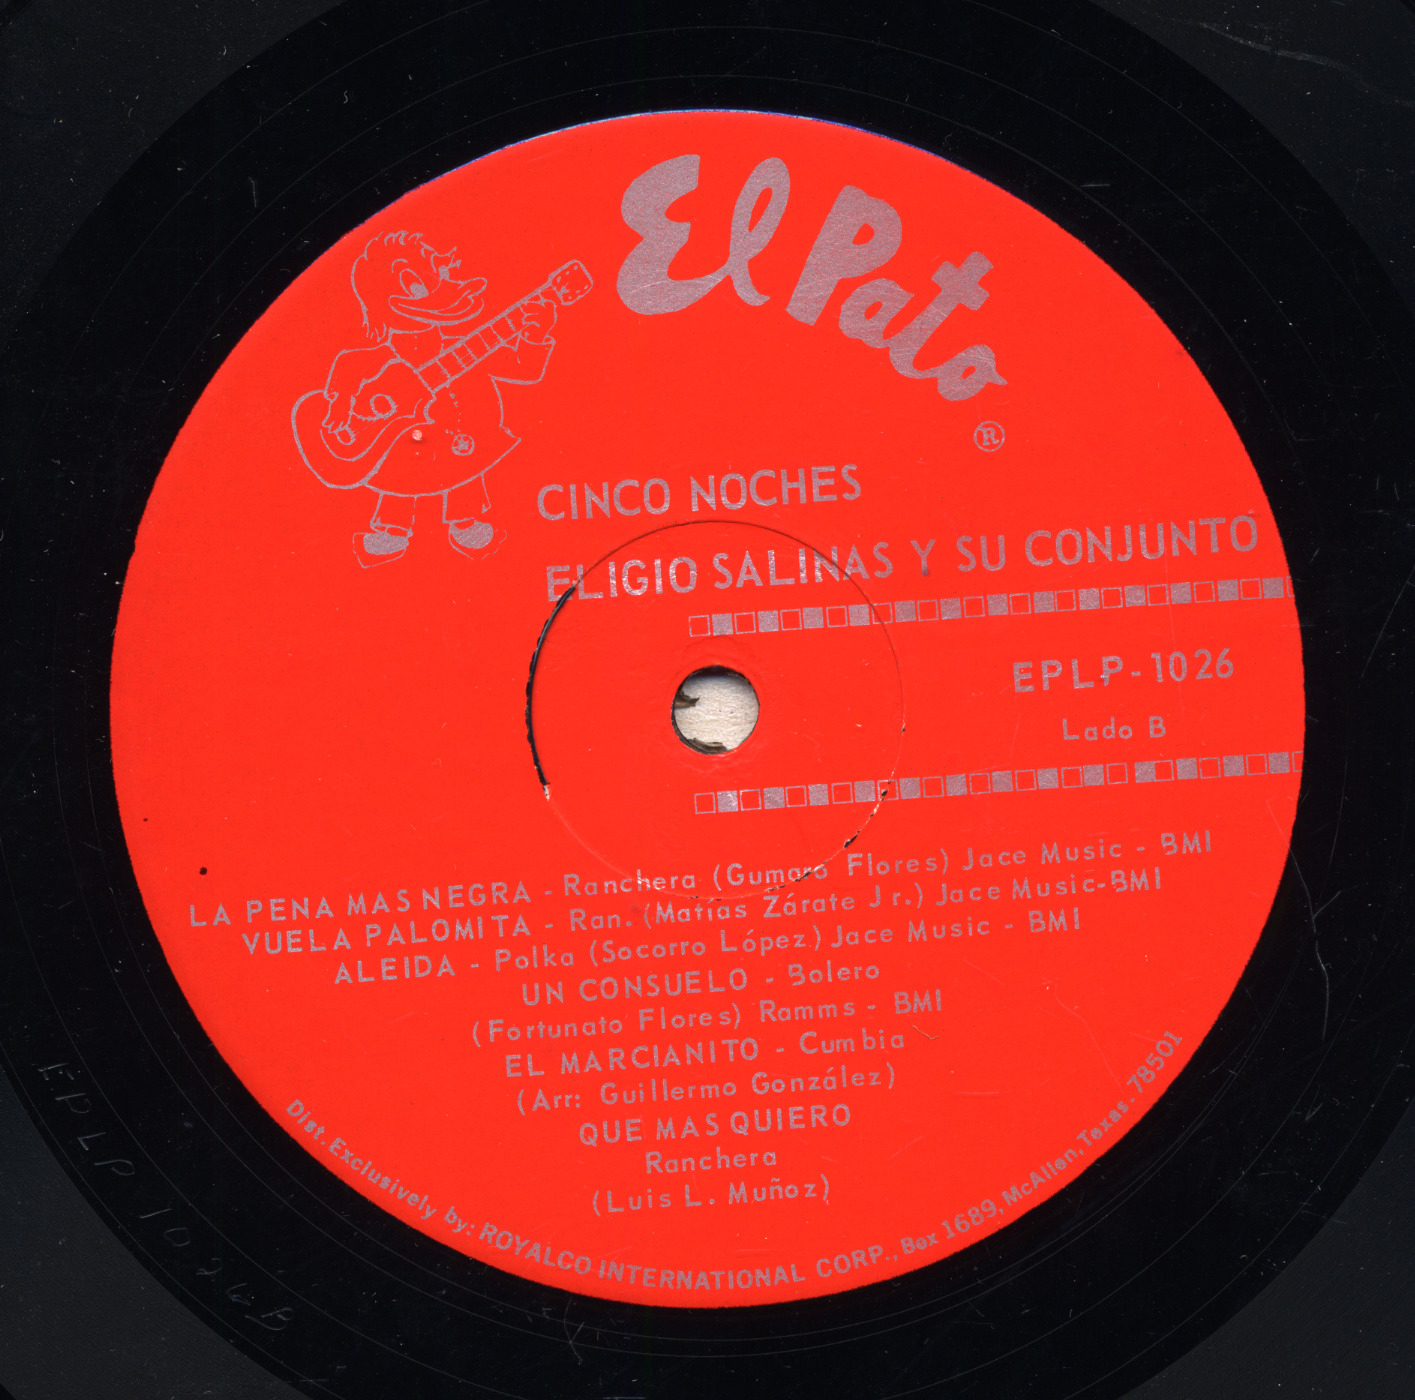 El Pato
®
CINCO NOCHES
ELIGIO SALINAS Y SU CONJUNTO
EPLP-1026
Lado B
LA PENA MAS NEGRA - Ranchera (Gumaro Flores) Jace Music - BMI
VUELA PALOMITA - Ran. (Matías Zárate Jr.) Jace Music-BMI
ALEIDA - Polka (Socorro López) Jace Music - BMI
UN CONSUELO - Bolero
(Fortunato Flores) Ramms - BMI
EL MARCIANITO - Cumbia
(Arr: Guillermo González)
QUE MAS QUIERO
Ranchera
(Luis L. Muñoz)
Dist. Exclusively by: ROYALCO INTERNATIONAL CORP., Box 1689, McAllen, Texas. 78501
EPLP 1026B